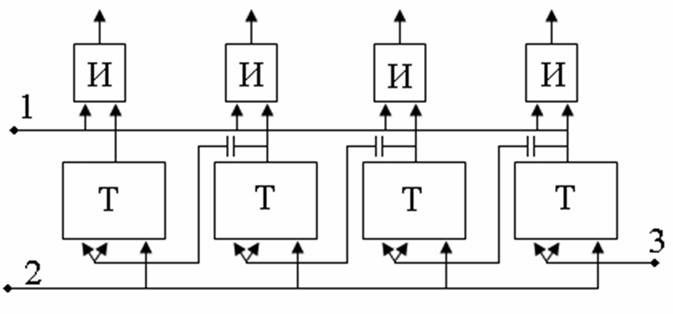 И И И И
1
Т Т Т Т
3
2